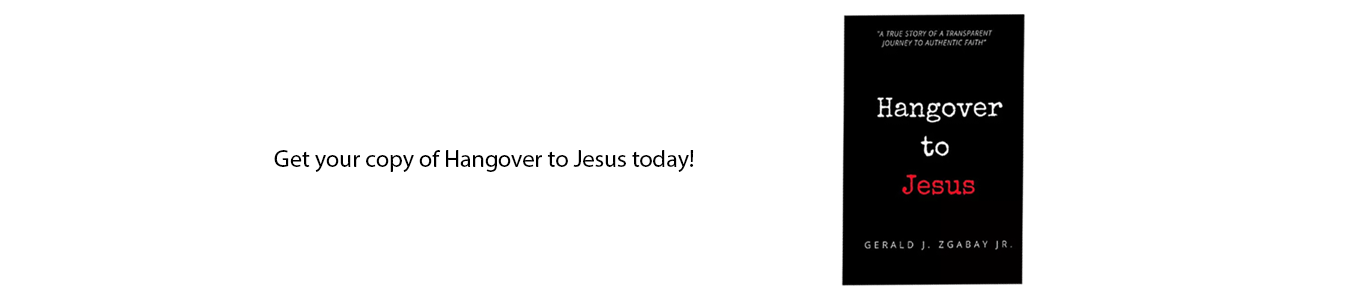 "A TRUE STORY OF A TRANSPARENT
JOURNEY TO AUTHENTIC FAITH"
Hangover
to
Jesus
Get your copy of Hangover to Jesus today!
GERALD J. ZGABAY JR.